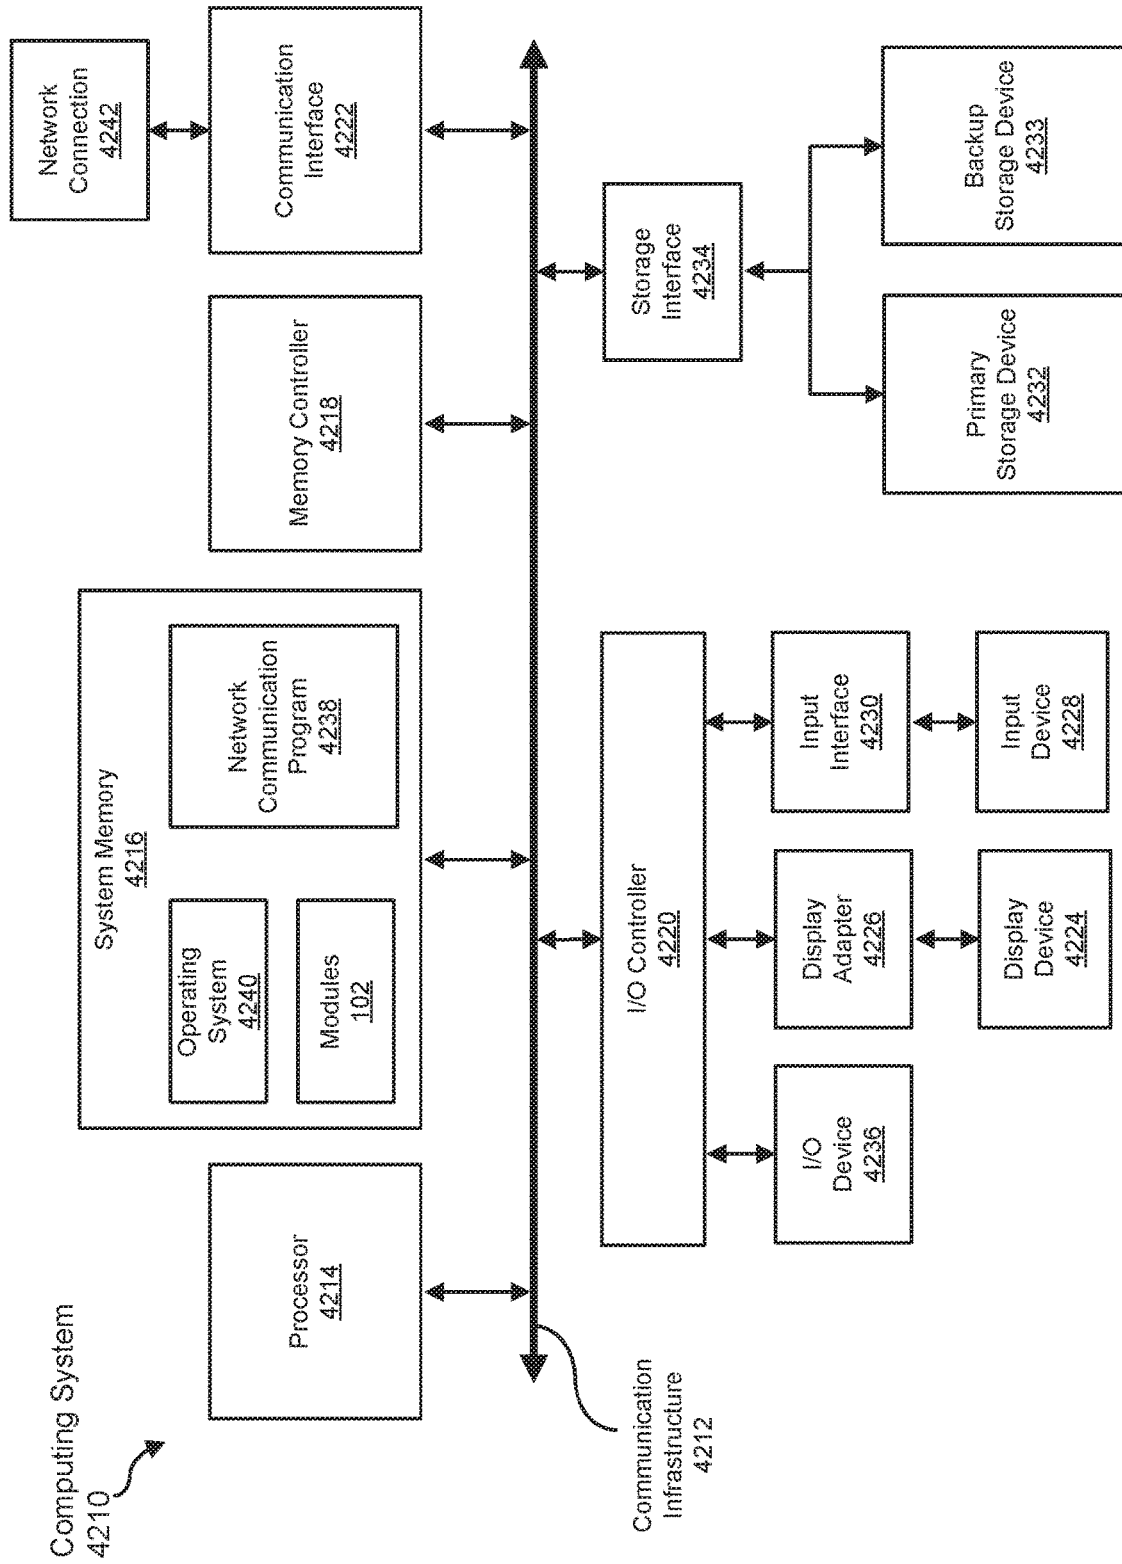 Computing System
4210
Processor
4214
System Memory
4216
Operating
System
4240
Modules
102
Network
Communication
Program
4238
Memory Controller
4218
Communication
Interface
4222
Network
Connection
4242
Communication
Infrastructure
4212
I/O Controller
4220
Storage
Interface
4234
I/O
Device
4236
Display
Adapter
4226
Input
Interface
4230
Display
Device
4224
Input
Device
4228
Primary
Storage Device
4232
Backup
Storage Device
4233